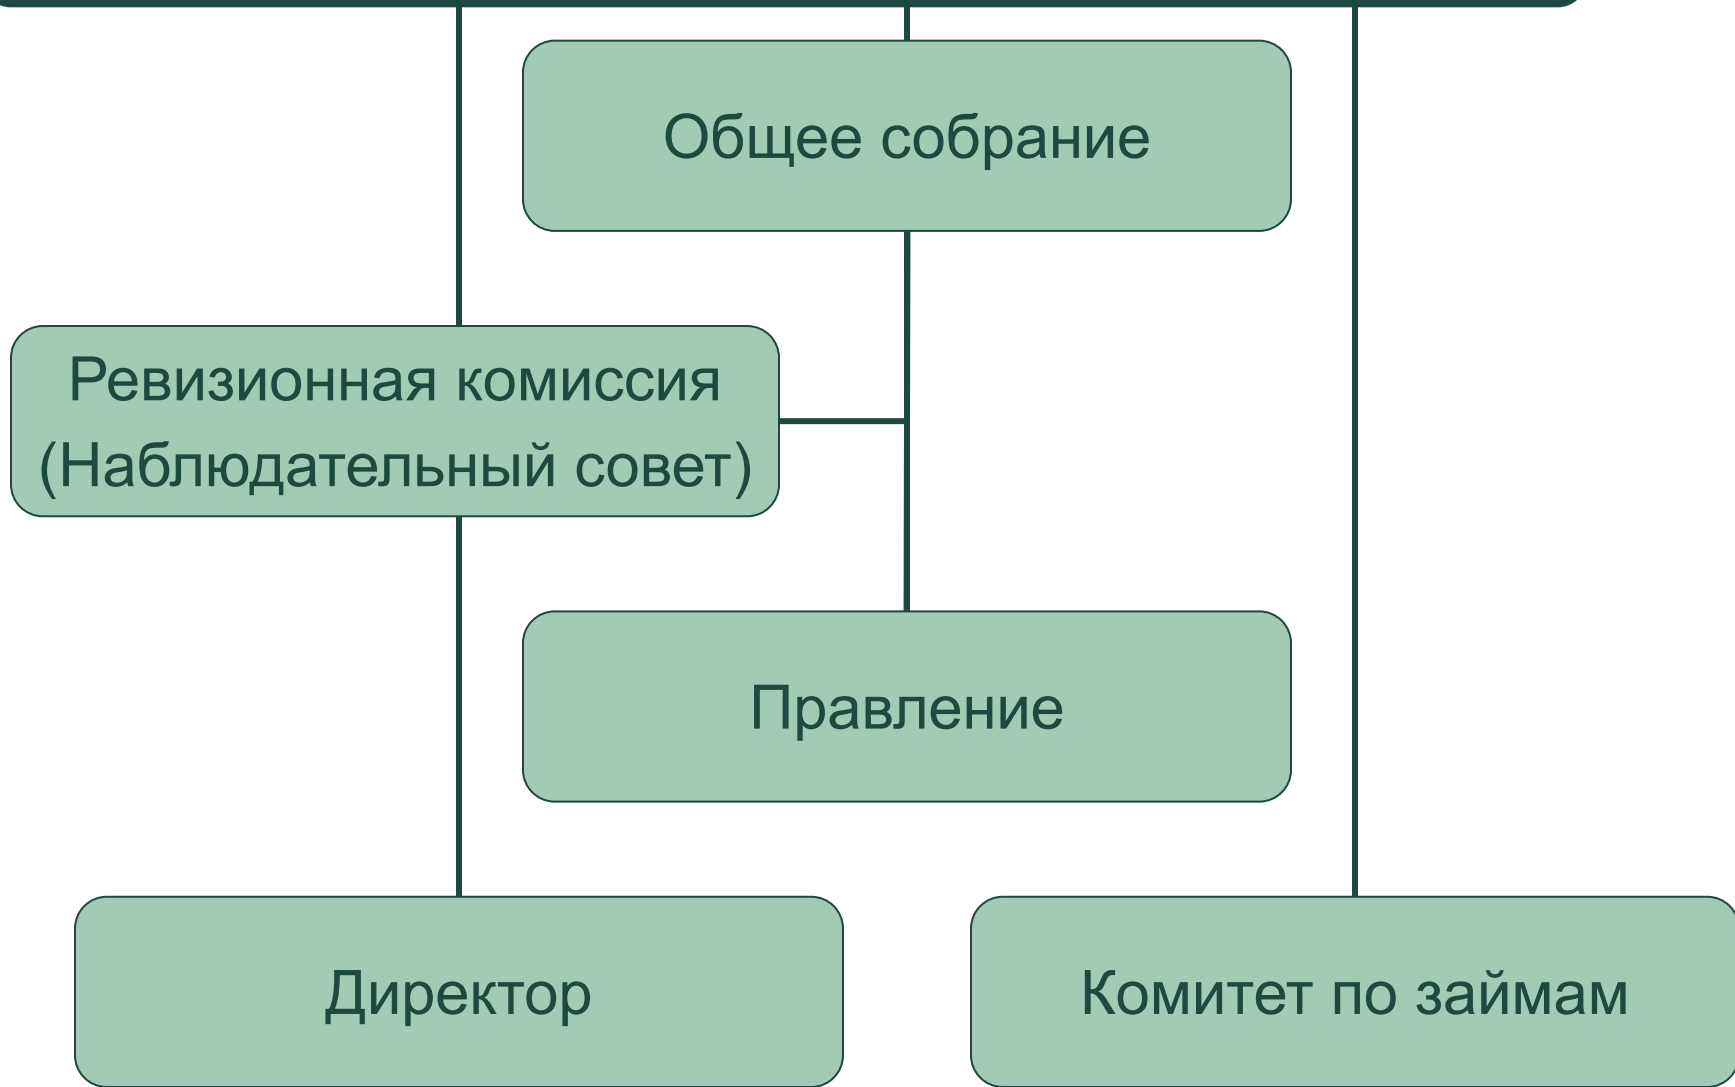 Общее собрание
Ревизионная комиссия
(Наблюдательный совет)
Правление
Директор
Комитет по займам